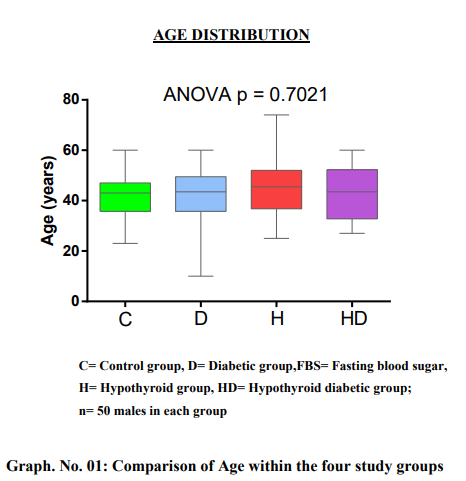 AGE DISTRIBUTION
ANOVA p = 0.7021
80
60
40
20
0
Age (years)
C D H HD
C= Control group, D= Diabetic group,FBS= Fasting blood sugar,
H= Hypothyroid group, HD= Hypothyroid diabetic group;
n= 50 males in each group
Graph. No. 01: Comparison of Age within the four study groups